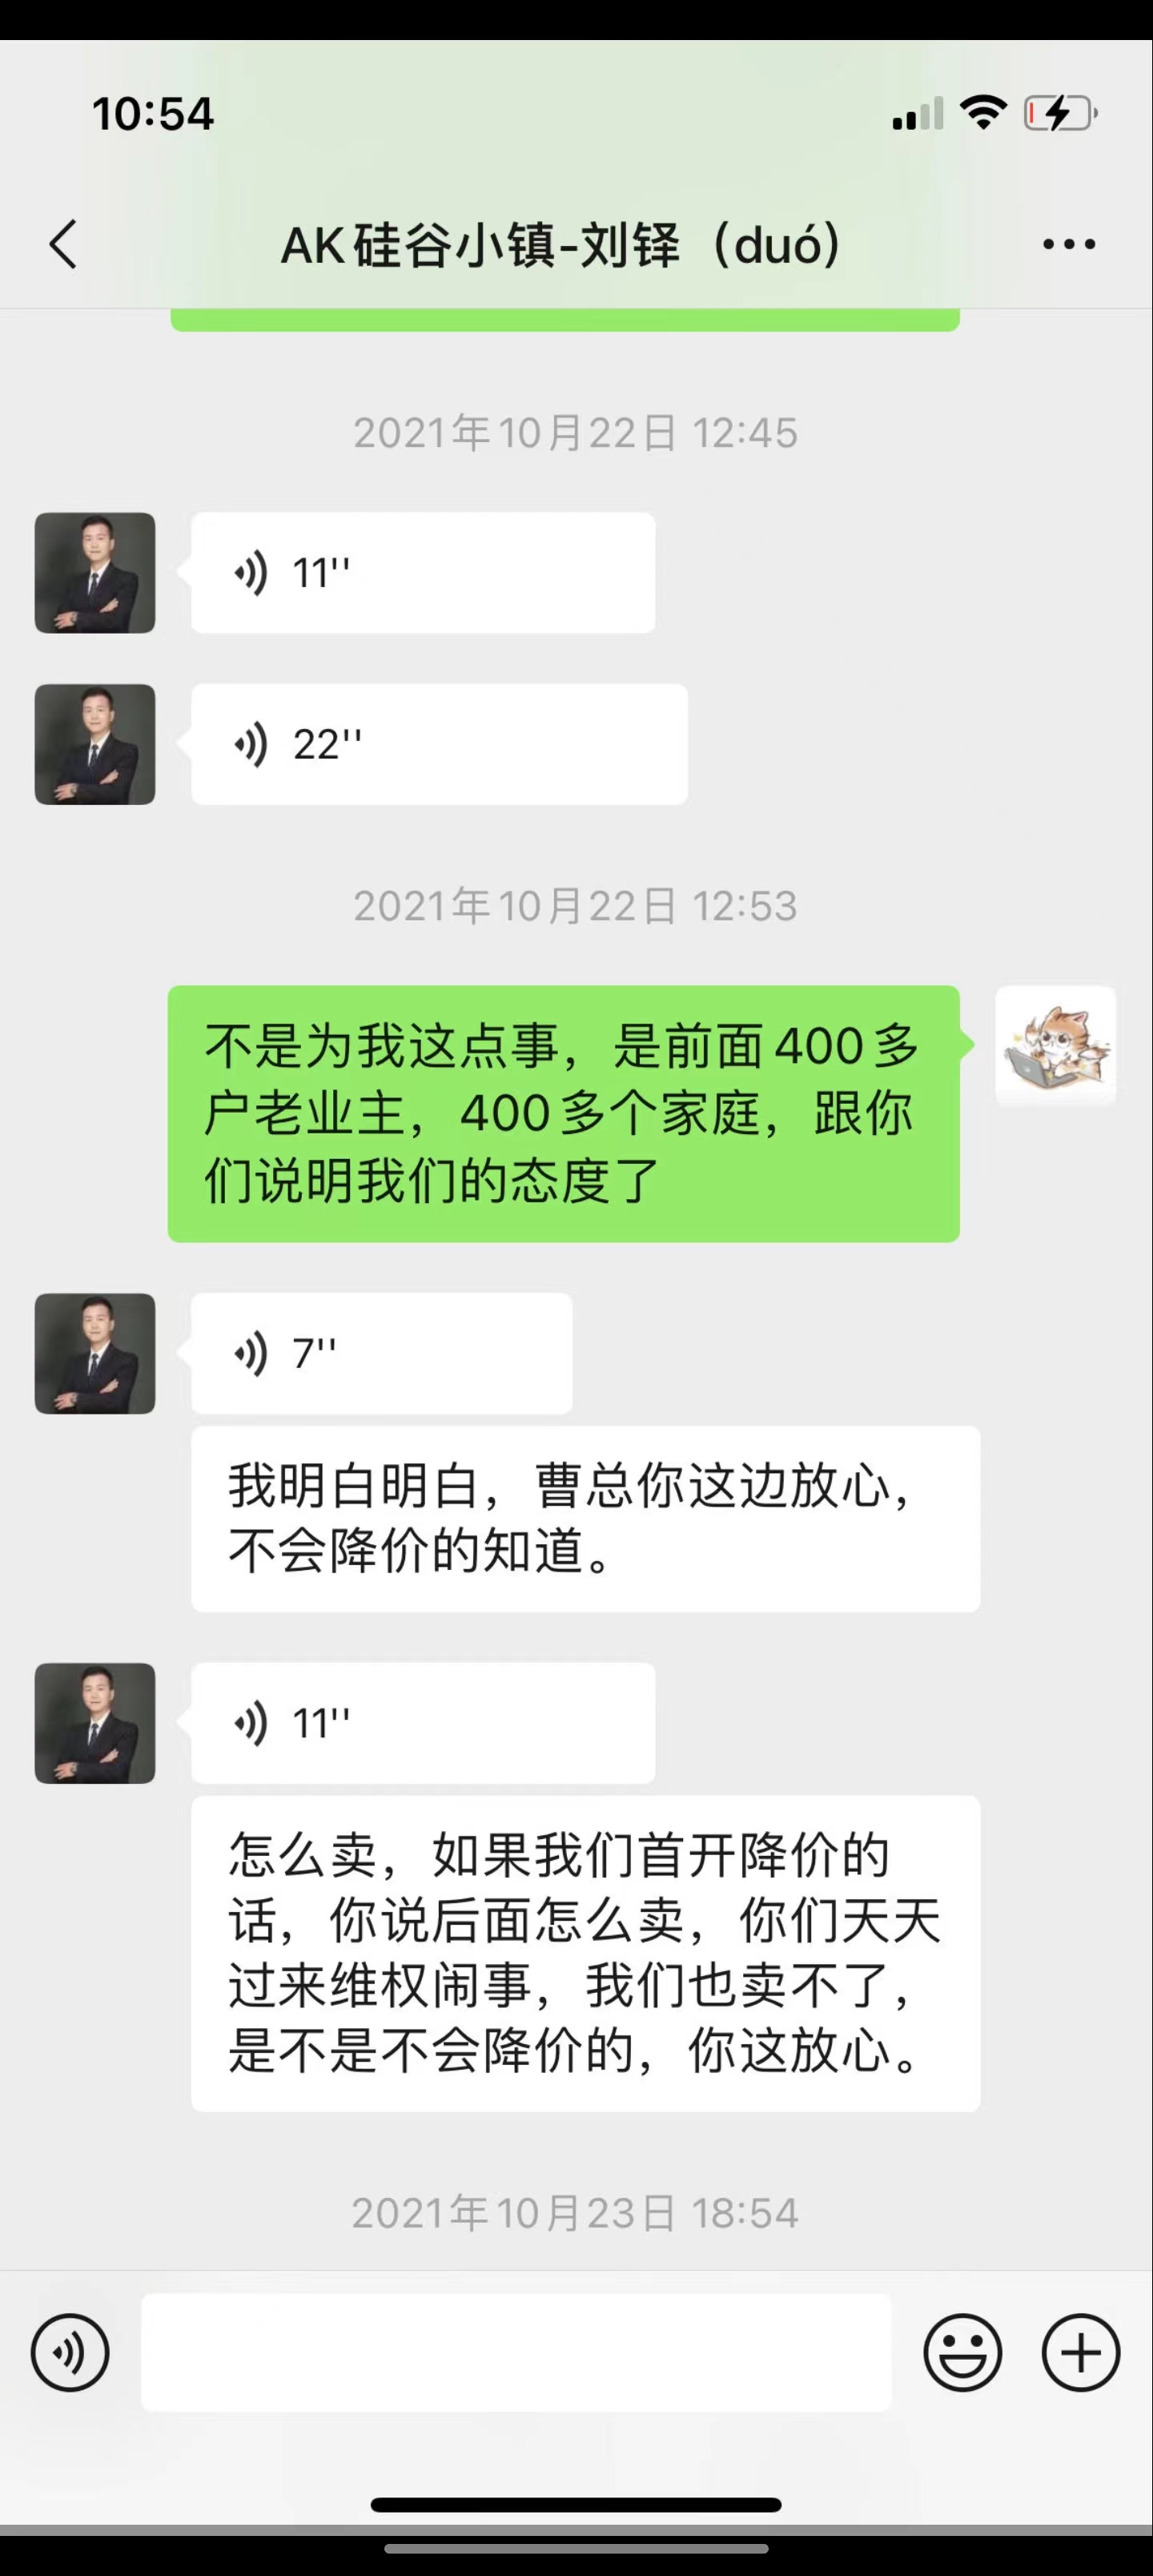 10:54
AK硅谷小镇-刘铎（duó）
2021年10月22日 12:45
11''
22''
2021年10月22日 12:53
不是为我这点事，是前面400多
户老业主，400多个家庭，跟你
们说明我们的态度了
7''
我明白明白，曹总你这边放心，
不会降价的知道。
11''
怎么卖，如果我们首开降价的
话，你说后面怎么卖，你们天天
过来维权闹事，我们也卖不了，
是不是不会降价的，你这放心。
2021年10月23日 18:54